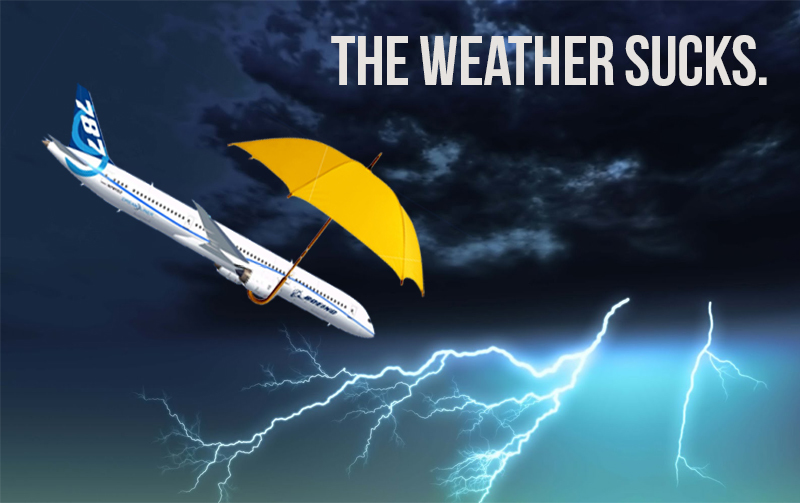 THE WEATHER SUCKS.
787
BOEING